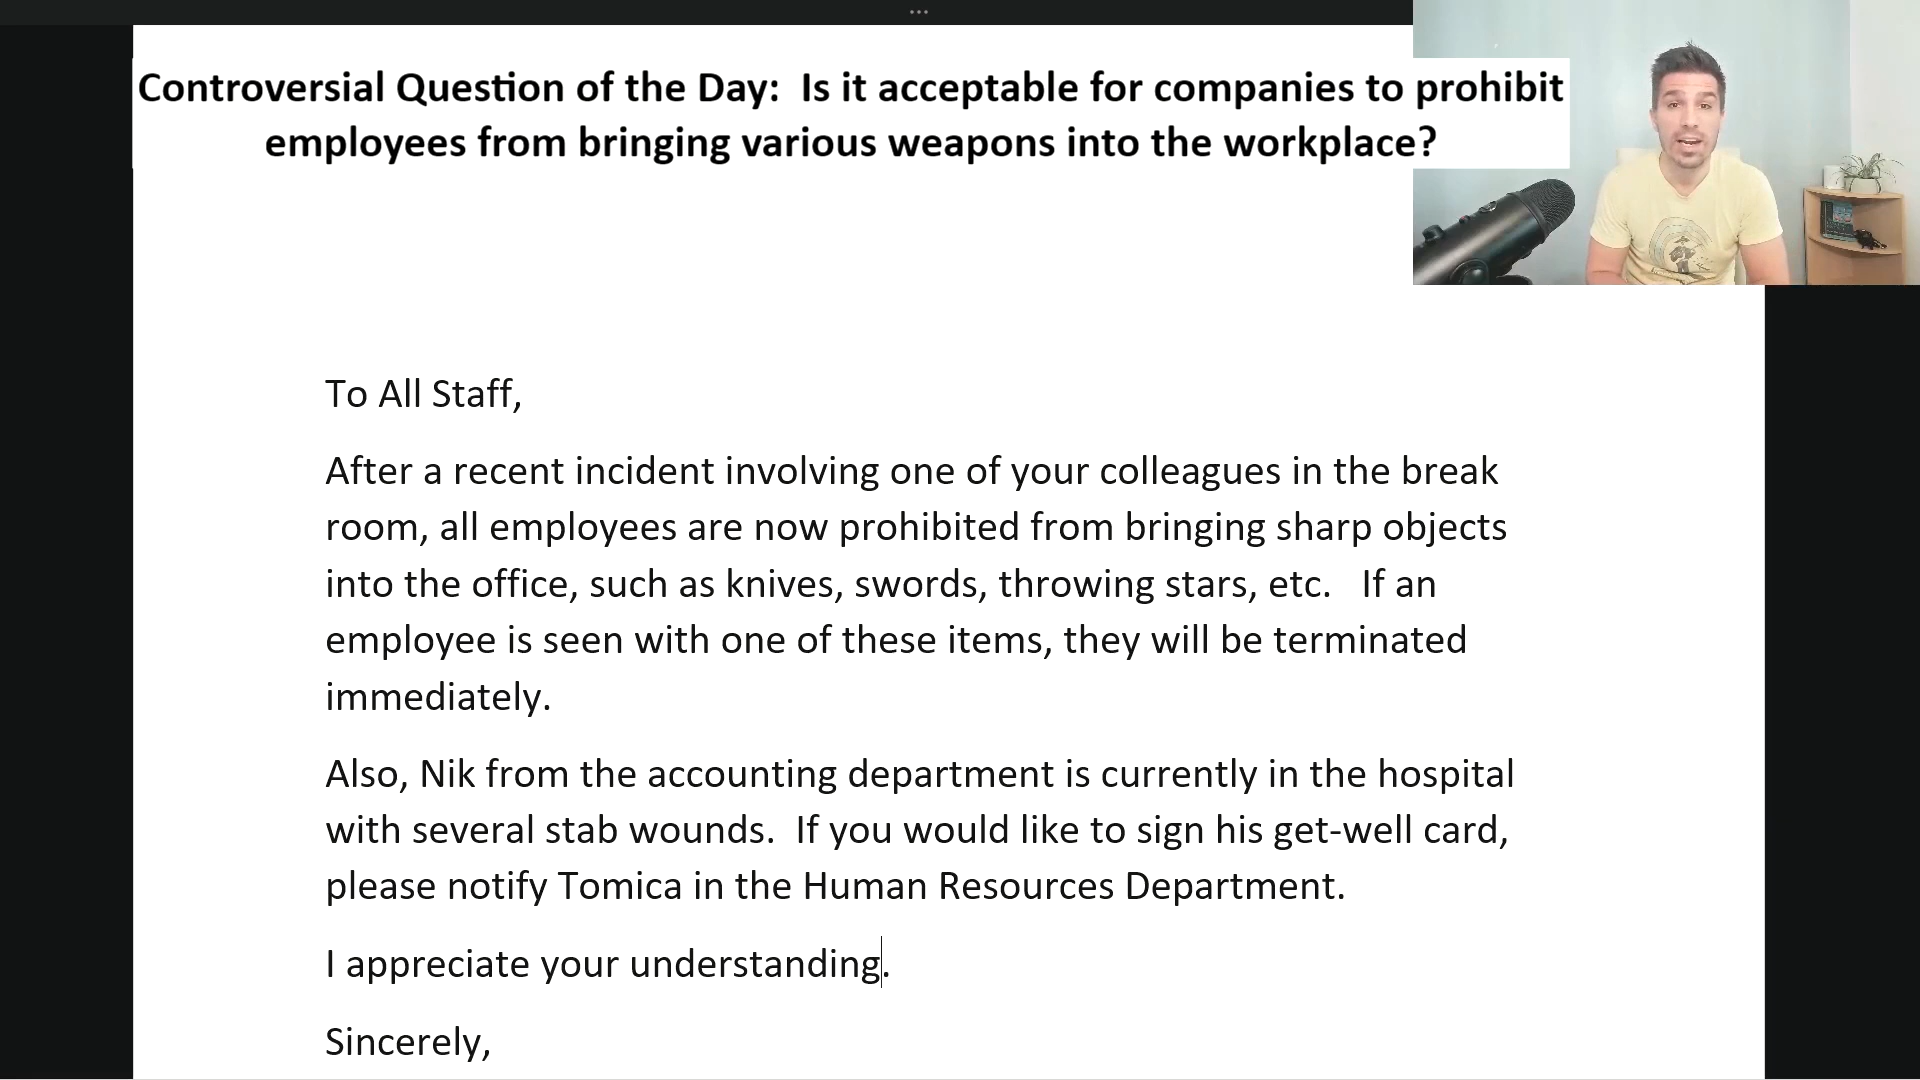 Controversial Question of the Day:  Is it acceptable for companies to prohibit
employees from bringing various weapons into the workplace?
To All Staff,
After a recent incident involving one of your colleagues in the break
room, all employees are now prohibited from bringing sharp objects
into the office, such as knives, swords, throwing stars, etc.   If an
employee is seen with one of these items, they will be terminated
immediately.
Also, Nik from the accounting department is currently in the hospital
with several stab wounds.  If you would like to sign his get-well card,
please notify Tomica in the Human Resources Department.
I appreciate your understanding.
Sincerely,